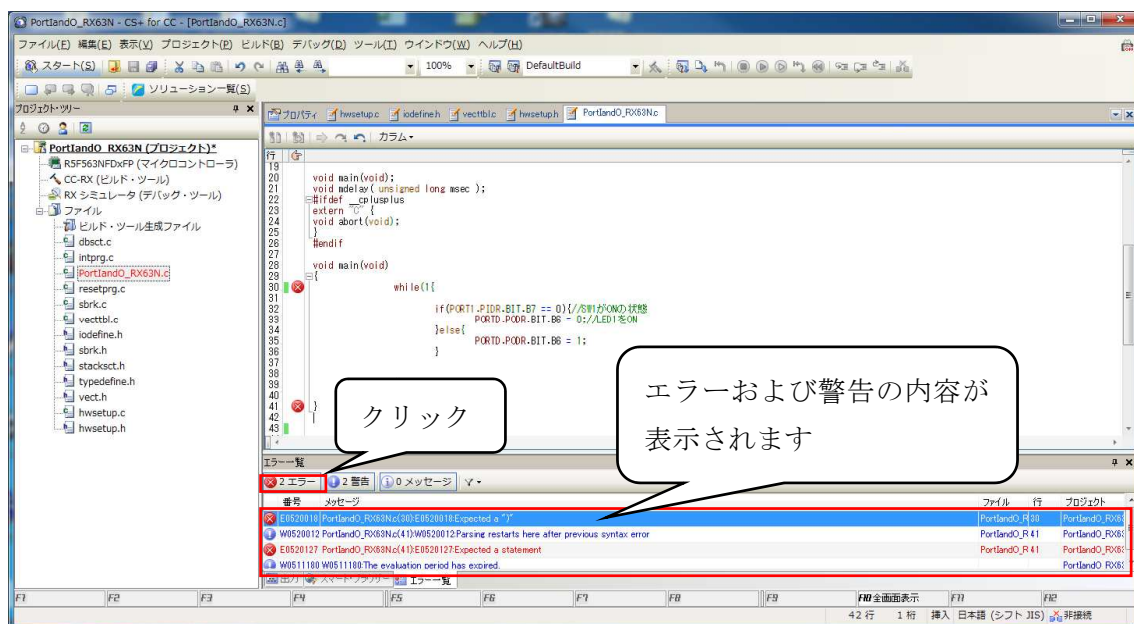 PortIandO_RX63N - CS+ for CC - [PortIandO_RX63N.c]
ファイル(F) 編集(E) 表示(V) プロジェクト(P) ビルド(B) デバッグ(D) ツール(T) ウインドウ(W) ヘルプ(H)
スタート(S) 100% DefaultBuild
ソリューション一覧(S)
プロジェクト・ツリー
PortIandO_RX63N (プロジェクト)*
R5F563NFDxFP (マイクロコントローラ)
CC-RX (ビルド・ツール)
RX シミュレータ (デバッグ・ツール)
ファイル
ビルド・ツール生成ファイル
dbsct.c
intprg.c
PortIandO_RX63N.c
resetprg.c
sbrk.c
vecttbl.c
iodefine.h
sbrk.h
stacksct.h
typedefine.h
vect.h
hwsetup.c
hwsetup.h
プロパティ hwsetup.c iodefine.h vecttbl.c hwsetup.h PortIandO_RX63N.c
カラム
行
19
20 void main(void);
21 void mdelay( unsigned long msec );
22 #ifdef __cplusplus
23 extern "C" {
24 void abort(void);
25 }
26 #endif
27
28 void main(void)
29 {
30 while(1{
31
32 if(PORT1.PIDR.BIT.B7 == 0){//SW1がONの状態
33 PORTD.PODR.BIT.B6 = 0;//LED1をON
34 }else{
35 PORTD.PODR.BIT.B6 = 1;
36 }
37
38
39
40
41 }
42
43
クリック
エラーおよび警告の内容が
表示されます
エラー一覧
2 エラー 2 警告 0 メッセージ
番号 メッセージ ファイル 行 プロジェクト
E0520018 PortIandO_RX63N.c(30):E0520018:Expected a ")" PortIandO_R 30 PortIandO_RX6
W0520012 PortIandO_RX63N.c(41):W0520012:Parsing restarts here after previous syntax error PortIandO_R 41 PortIandO_RX6
E0520127 PortIandO_RX63N.c(41):E0520127:Expected a statement PortIandO_R 41 PortIandO_RX6
W0511180 W0511180:The evaluation period has expired. PortIandO RX6
出力 スマート・ブラウザー エラー一覧
F1 F2 F3 F4 F5 F6 F7 F8 F9 F10 全画面表示 F11 F12
42 行 1 桁 挿入 日本語 (シフト JIS) 非接続